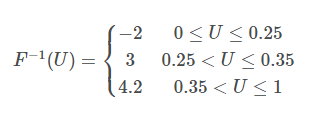 −2 0 ≤ U ≤ 0.25
F⁻¹(U) = { 3 0.25 < U ≤ 0.35
4.2 0.35 < U ≤ 1